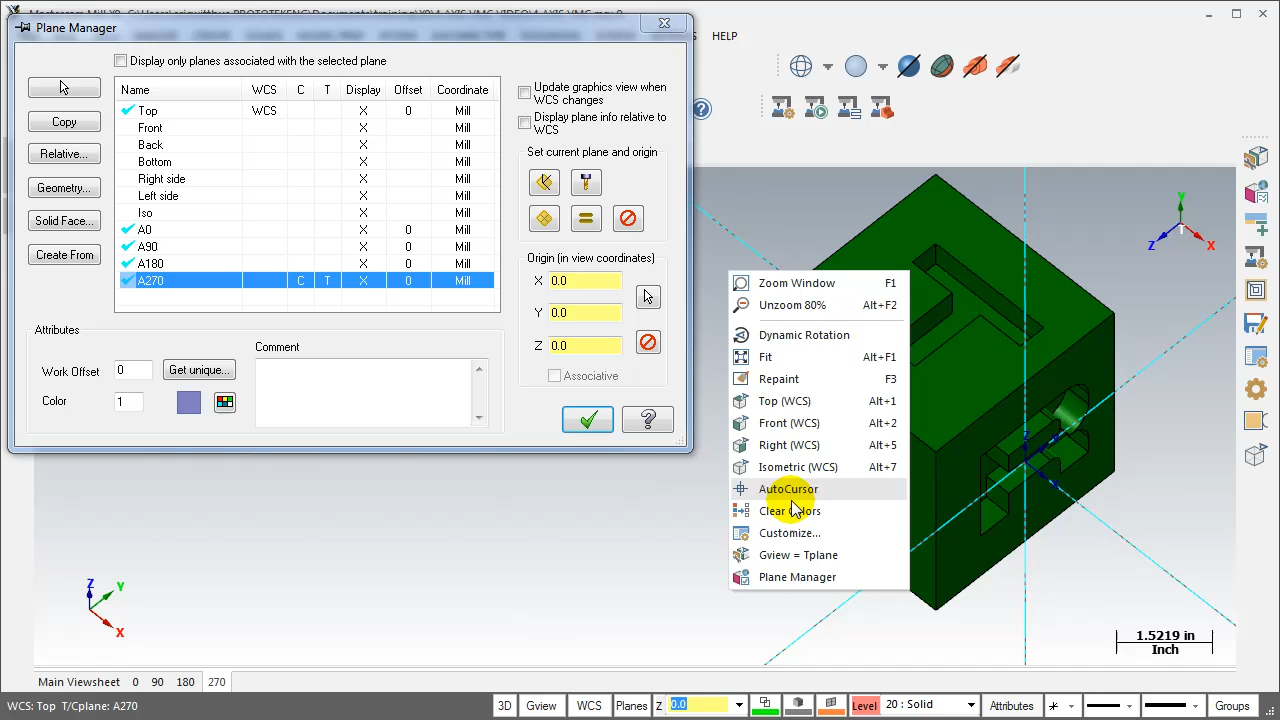 Plane Manager
HELP
Display only planes associated with the selected plane
Name WCS C T Display Offset Coordinate
Top WCS X 0 Mill
Front X Mill
Back X Mill
Bottom X Mill
Right side X Mill
Left side X Mill
Iso X Mill
A0 X 0 Mill
A90 X 0 Mill
A180 X 0 Mill
A270 C T X 0 Mill
Copy
Relative...
Geometry...
Solid Face...
Create From
Update graphics view when
WCS changes
Display plane info relative to
WCS
Set current plane and origin
Origin (in view coordinates)
X 0.0
Y 0.0
Z 0.0
Associative
Attributes
Work Offset 0 Get unique...
Color 1
Comment
Zoom Window F1
Unzoom 80% Alt+F2
Dynamic Rotation
Fit Alt+F1
Repaint F3
Top (WCS) Alt+1
Front (WCS) Alt+2
Right (WCS) Alt+5
Isometric (WCS) Alt+7
AutoCursor
Clear Colors
Customize...
Gview = Tplane
Plane Manager
Y
T
Z X
Z Y
X
1.5219 in
Inch
Main Viewsheet 0 90 180 270
WCS: Top T/Cplane: A270 3D Gview WCS Planes Z 0.0 Level 20 : Solid Attributes Groups